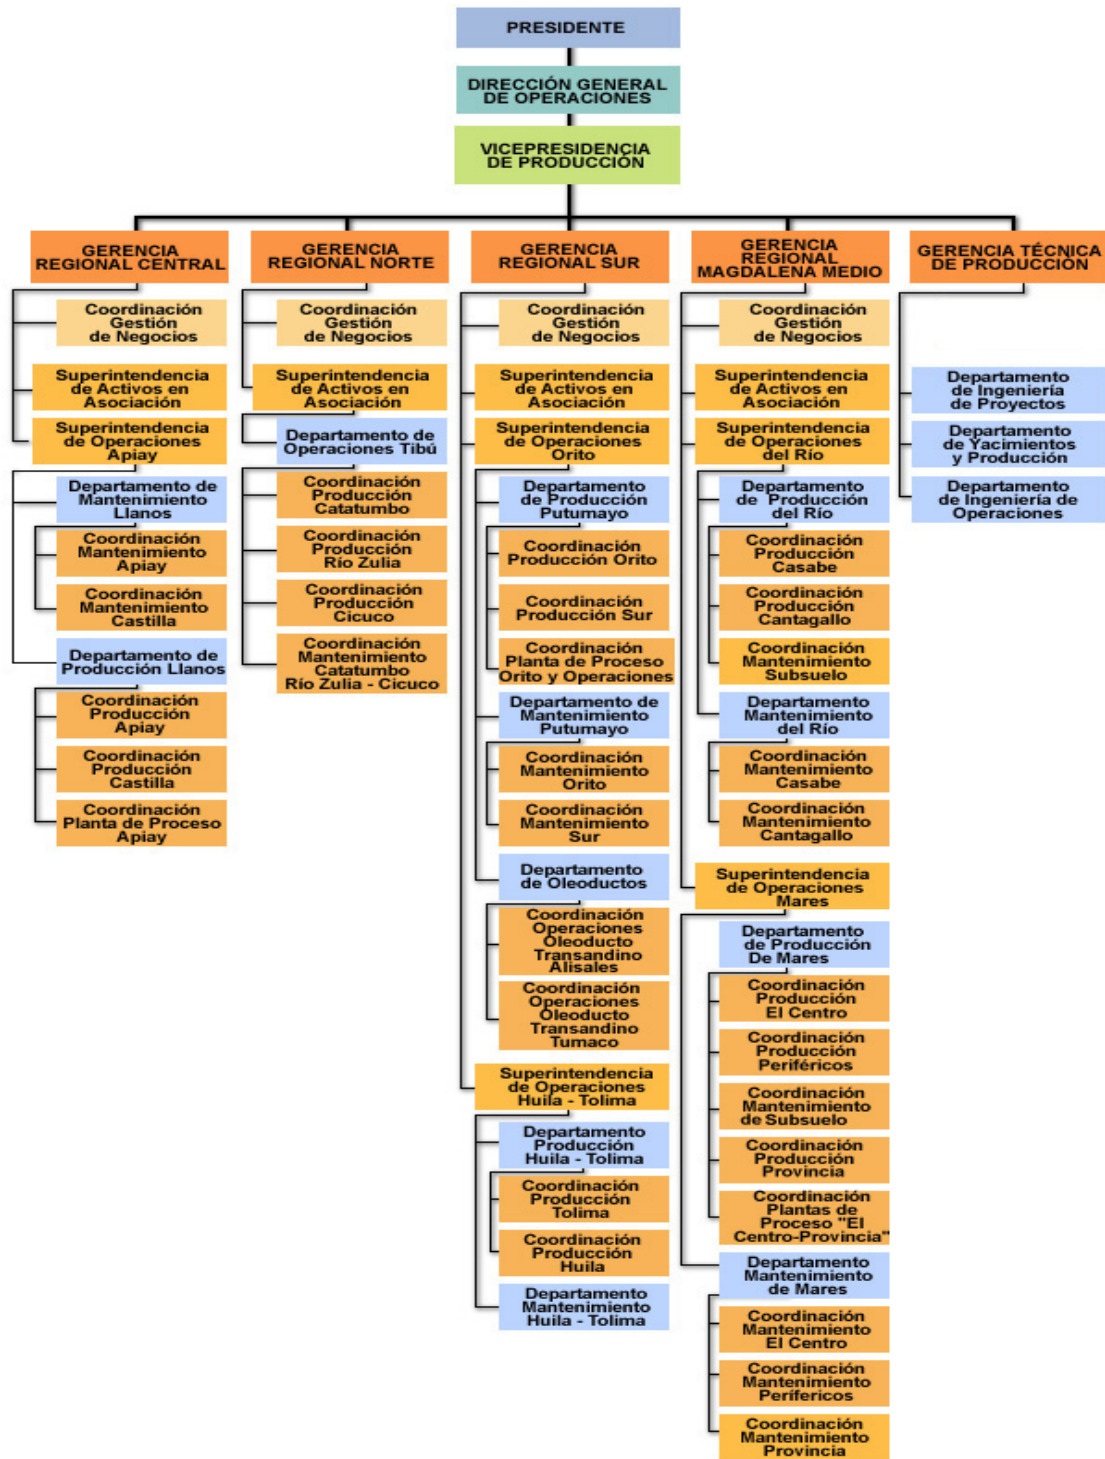 PRESIDENTE
DIRECCIÓN GENERAL
DE OPERACIONES
VICEPRESIDENCIA
DE PRODUCCIÓN
GERENCIA
REGIONAL CENTRAL
Coordinación
Gestión
de Negocios
Superintendencia
de Activos en
Asociación
Superintendencia
de Operaciones
Apiay
Departamento de
Mantenimiento
Llanos
Coordinación
Mantenimiento
Apiay
Coordinación
Mantenimiento
Castilla
Departamento de
Producción Llanos
Coordinación
Producción
Apiay
Coordinación
Producción
Castilla
Coordinación
Planta de Proceso
Apiay
GERENCIA
REGIONAL NORTE
Coordinación
Gestión
de Negocios
Superintendencia
de Activos en
Asociación
Departamento de
Operaciones Tibú
Coordinación
Producción
Catatumbo
Coordinación
Producción
Río Zulia
Coordinación
Producción
Cicuco
Coordinación
Mantenimiento
Catatumbo
Río Zulia - Cicuco
GERENCIA
REGIONAL SUR
Coordinación
Gestión
de Negocios
Superintendencia
de Activos en
Asociación
Superintendencia
de Operaciones
Orito
Departamento
de Producción
Putumayo
Coordinación
Producción Orito
Coordinación
Producción Sur
Coordinación
Planta de Proceso
Orito y Operaciones
Departamento de
Mantenimiento
Putumayo
Coordinación
Mantenimiento
Orito
Coordinación
Mantenimiento
Sur
Departamento
de Oleoductos
Coordinación
Operaciones
Oleoducto
Transandino
Alisales
Coordinación
Operaciones
Oleoducto
Transandino
Tumaco
Superintendencia
de Operaciones
Huila - Tolima
Departamento
Producción
Huila - Tolima
Coordinación
Producción
Tolima
Coordinación
Producción
Huila
Departamento
Mantenimiento
Huila - Tolima
GERENCIA
REGIONAL
MAGDALENA MEDIO
Coordinación
Gestión
de Negocios
Superintendencia
de Activos en
Asociación
Superintendencia
de Operaciones
del Río
Departamento
de Producción
del Río
Coordinación
Producción
Casabe
Coordinación
Producción
Cantagallo
Coordinación
Mantenimiento
Subsuelo
Departamento
Mantenimiento
del Río
Coordinación
Mantenimiento
Casabe
Coordinación
Mantenimiento
Cantagallo
Superintendencia
de Operaciones
Mares
Departamento
de Producción
De Mares
Coordinación
Producción
El Centro
Coordinación
Producción
Periféricos
Coordinación
Mantenimiento
de Subsuelo
Coordinación
Producción
Provincia
Coordinación
Plantas de
Proceso "El
Centro-Provincia"
Departamento
Mantenimiento
de Mares
Coordinación
Mantenimiento
El Centro
Coordinación
Mantenimiento
Perífericos
Coordinación
Mantenimiento
Provincia
GERENCIA TÉCNICA
DE PRODUCCIÓN
Departamento
de Ingeniería
de Proyectos
Departamento
de Yacimientos
y Producción
Departamento
de Ingeniería de
Operaciones